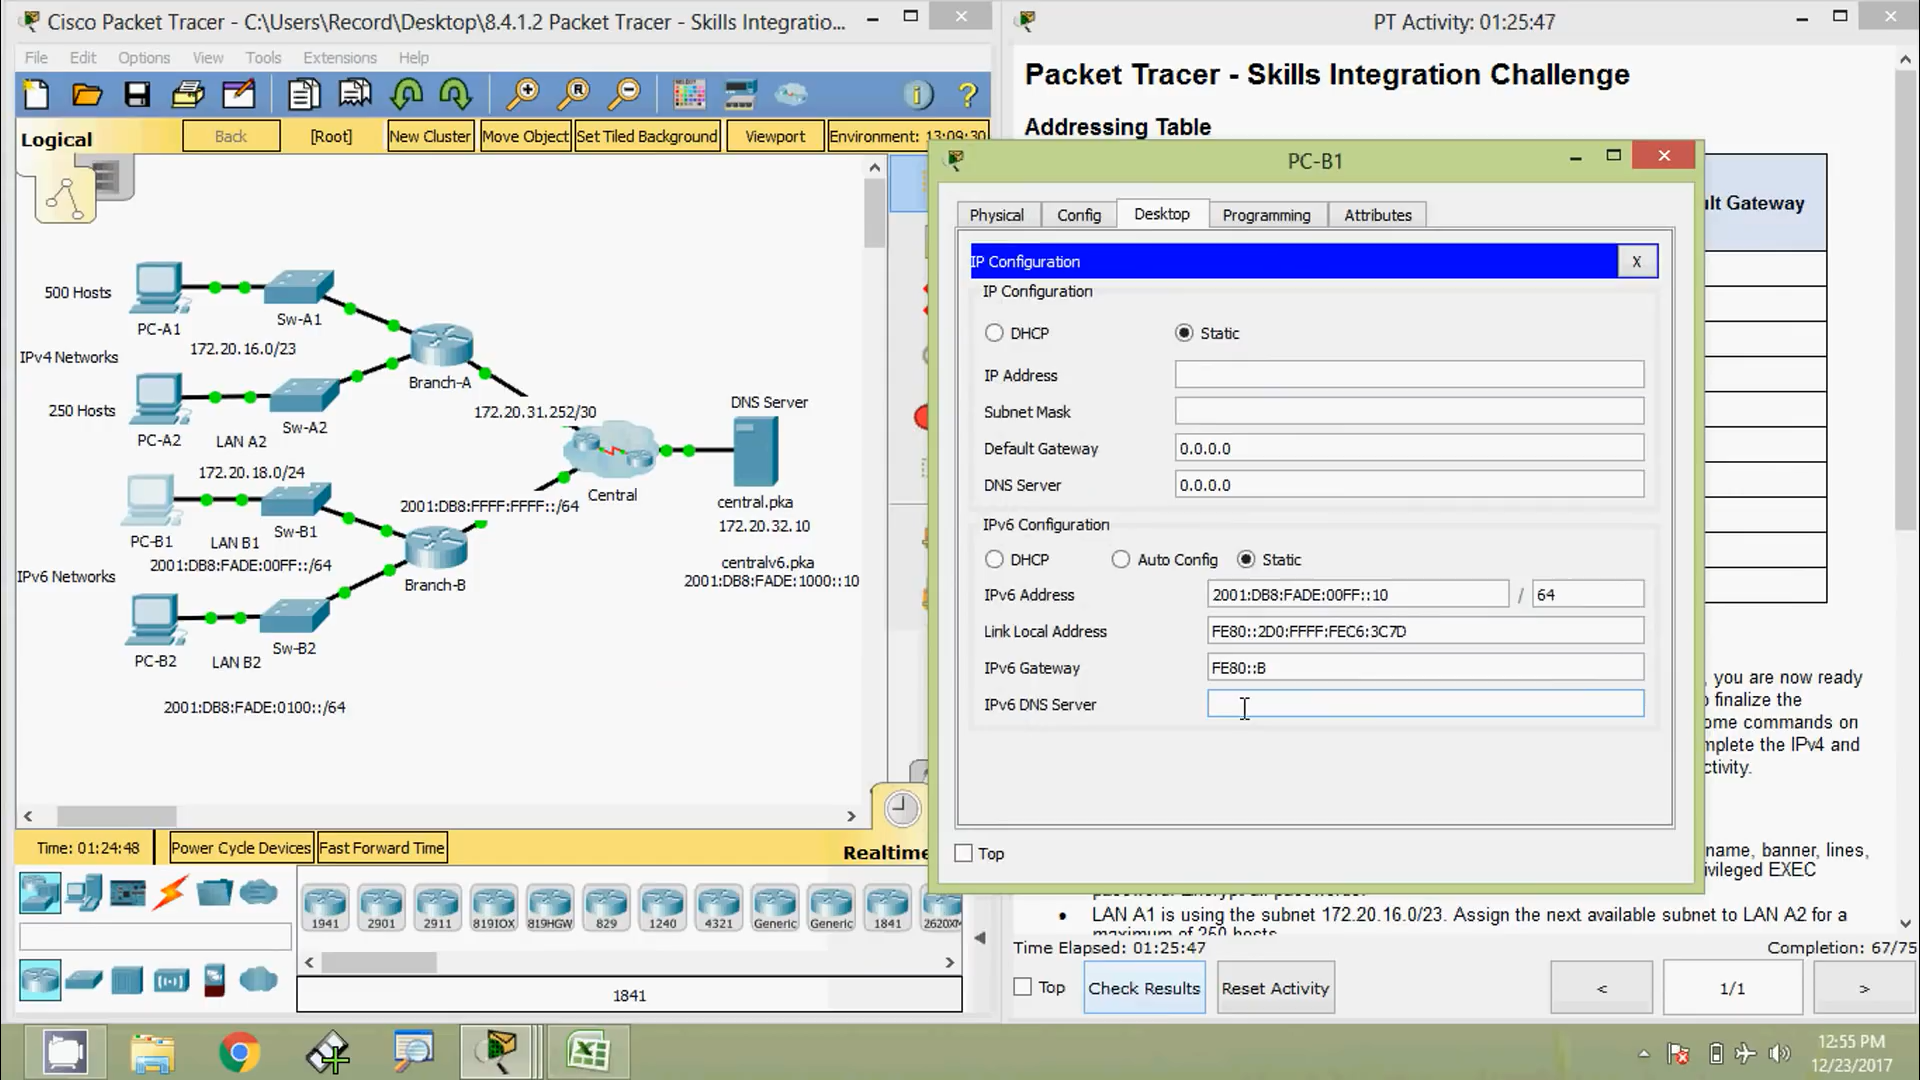 Cisco Packet Tracer - C:\Users\Record\Desktop\8.4.1.2 Packet Tracer - Skills Integratio...
File Edit Options View Tools Extensions Help
Logical
Back
[Root]
New Cluster
Move Object
Set Tiled Background
Viewport
Environment: 13:09:30
500 Hosts
PC-A1
Sw-A1
172.20.16.0/23
IPv4 Networks
Branch-A
250 Hosts
PC-A2
LAN A2
Sw-A2
172.20.18.0/24
172.20.31.252/30
DNS Server
Central
central.pka
172.20.32.10
centralv6.pka
2001:DB8:FADE:1000::10
2001:DB8:FFFF:FFFF::/64
PC-B1
LAN B1
Sw-B1
2001:DB8:FADE:00FF::/64
IPv6 Networks
Branch-B
PC-B2
LAN B2
Sw-B2
2001:DB8:FADE:0100::/64
Time: 01:24:48
Power Cycle Devices
Fast Forward Time
Realtime
1941
2901
2911
819IOX
819HGW
829
1240
4321
Generic
Generic
1841
2620XM
1841
PT Activity: 01:25:47
Packet Tracer - Skills Integration Challenge
Addressing Table
lt Gateway
PC-B1
Physical
Config
Desktop
Programming
Attributes
IP Configuration
X
IP Configuration
DHCP
Static
IP Address
Subnet Mask
Default Gateway 0.0.0.0
DNS Server 0.0.0.0
IPv6 Configuration
DHCP
Auto Config
Static
IPv6 Address 2001:DB8:FADE:00FF::10 / 64
Link Local Address FE80::2D0:FFFF:FEC6:3C7D
IPv6 Gateway FE80::B
IPv6 DNS Server
Top
, you are now ready
finalize the
ome commands on
mplete the IPv4 and
ctivity.
name, banner, lines,
ivileged EXEC
• LAN A1 is using the subnet 172.20.16.0/23. Assign the next available subnet to LAN A2 for a
maximum of 250 hosts
Time Elapsed: 01:25:47
Completion: 67/75
Top
Check Results
Reset Activity
<
1/1
>
12:55 PM
12/23/2017